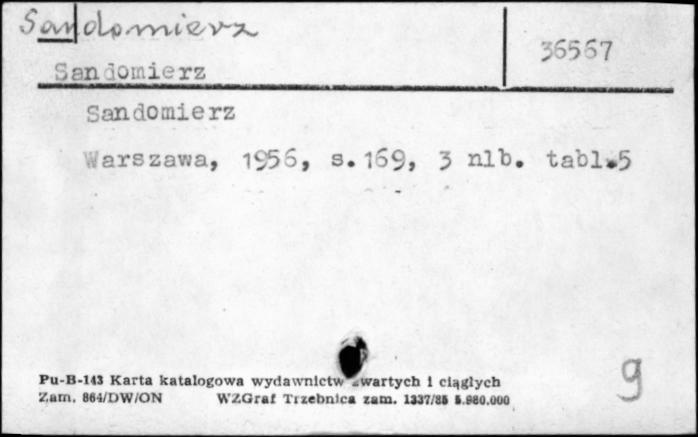 Sandomierz
36567
Sandomierz
Sandomierz
Warszawa, 1956, s.169, 3 nlb. tabl.5
Pu-B-143 Karta katalogowa wydawnictw zwartych i ciągłych
Zam. 864/DW/ON WZGraf Trzebnica zam. 1337/85 5.980.000
9